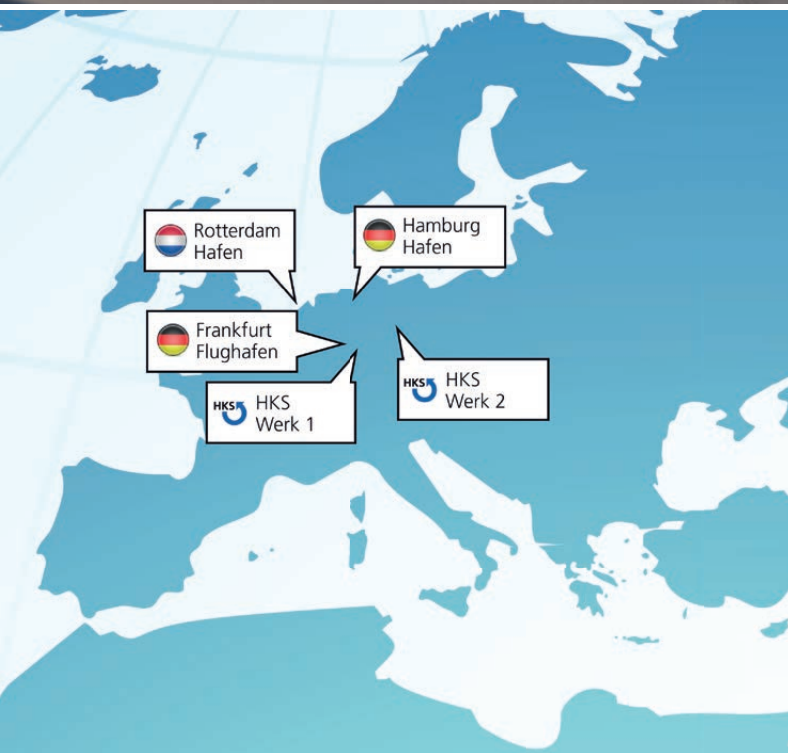 Rotterdam
Hafen
Hamburg
Hafen
Frankfurt
Flughafen
HKS
HKS
Werk 1
HKS
HKS
Werk 2